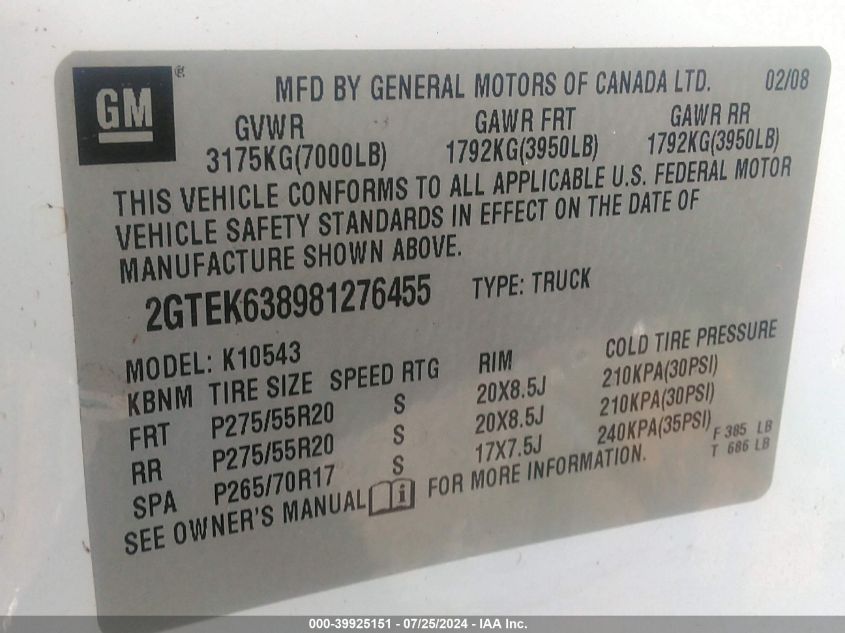 GM
®
MFD BY GENERAL MOTORS OF CANADA LTD. 02/08
GVWR GAWR FRT GAWR RR
3175KG(7000LB) 1792KG(3950LB) 1792KG(3950LB)
THIS VEHICLE CONFORMS TO ALL APPLICABLE U.S. FEDERAL MOTOR
VEHICLE SAFETY STANDARDS IN EFFECT ON THE DATE OF
MANUFACTURE SHOWN ABOVE.
2GTEK638981276455 TYPE: TRUCK
MODEL: K10543
KBNM TIRE SIZE SPEED RTG RIM COLD TIRE PRESSURE
FRT P275/55R20 S 20X8.5J 210KPA(30PSI)
RR P275/55R20 S 20X8.5J 210KPA(30PSI)
SPA P265/70R17 S 17X7.5J 240KPA(35PSI) F 385 LB
T 686 LB
SEE OWNER'S MANUAL i FOR MORE INFORMATION.
000-39925151 - 07/25/2024 - IAA Inc.